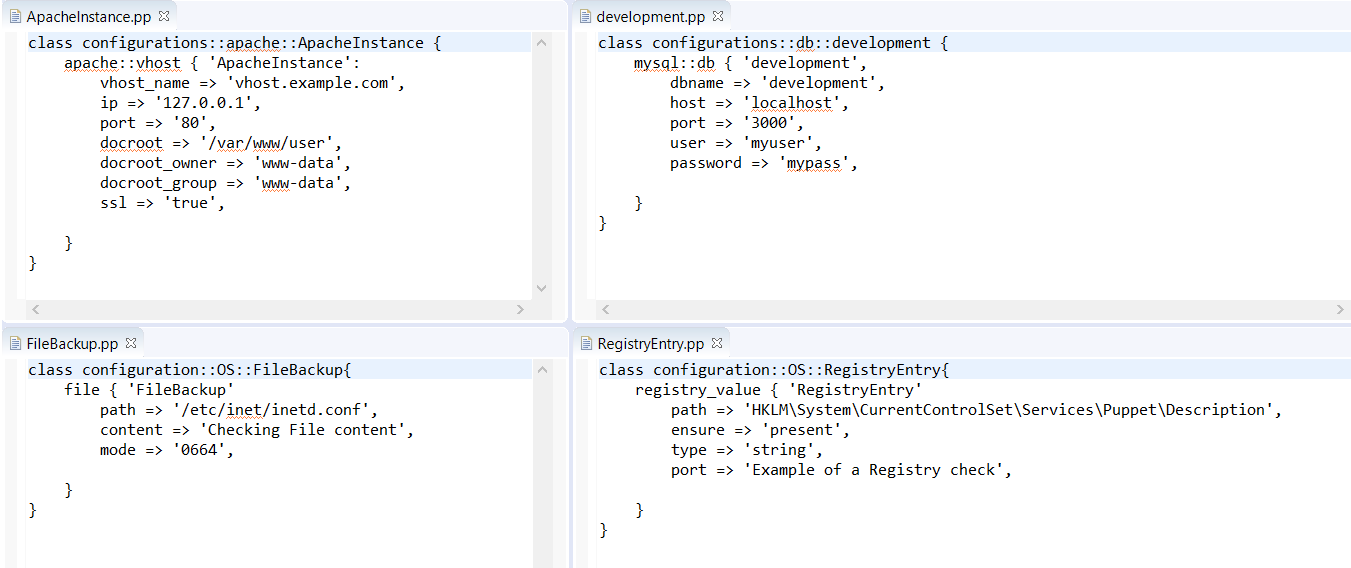 ApacheInstance.pp
class configurations::apache::ApacheInstance {
    apache::vhost { 'ApacheInstance':
        vhost_name => 'vhost.example.com',
        ip => '127.0.0.1',
        port => '80',
        docroot => '/var/www/user',
        docroot_owner => 'www-data',
        docroot_group => 'www-data',
        ssl => 'true',
    }
}
development.pp
class configurations::db::development {
    mysql::db { 'development',
        dbname => 'development',
        host => 'localhost',
        port => '3000',
        user => 'myuser',
        password => 'mypass',
    }
}
FileBackup.pp
class configuration::OS::FileBackup{
    file { 'FileBackup'
        path => '/etc/inet/inetd.conf',
        content => 'Checking File content',
        mode => '0664',
    }
}
RegistryEntry.pp
class configuration::OS::RegistryEntry{
    registry_value { 'RegistryEntry'
        path => 'HKLM\System\CurrentControlSet\Services\Puppet\Description',
        ensure => 'present',
        type => 'string',
        port => 'Example of a Registry check',
    }
}